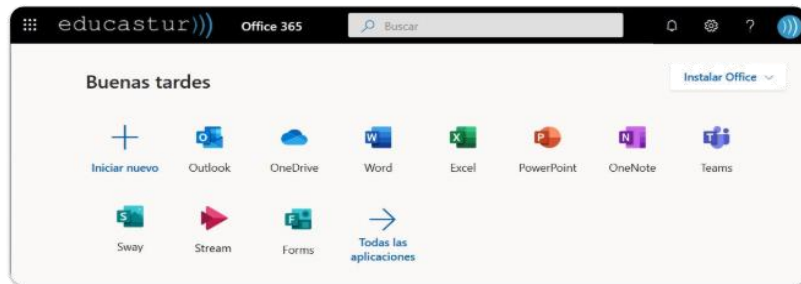 educastur))) Office 365 Buscar ?
Buenas tardes
Instalar Office
Iniciar nuevo Outlook OneDrive Word Excel PowerPoint OneNote Teams
Sway Stream Forms Todas las
aplicaciones